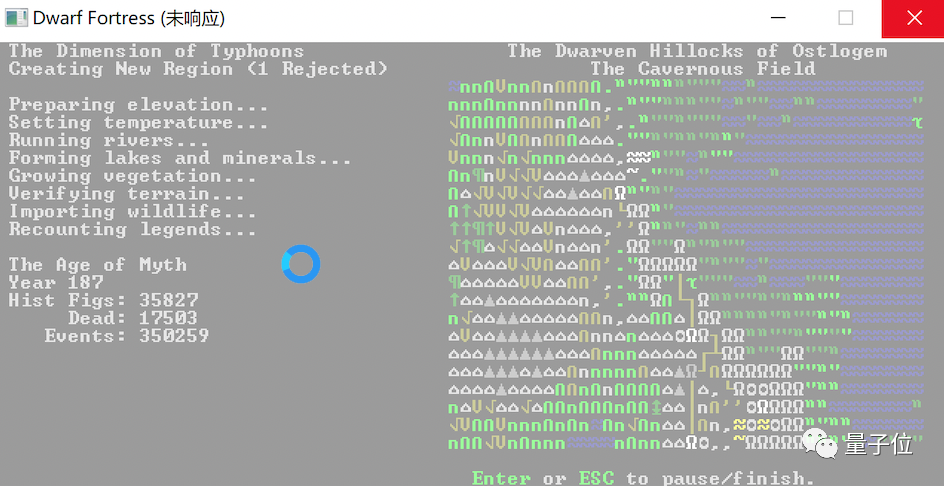 Dwarf Fortress (未响应)
The Dimension of Typhoons
Creating New Region (1 Rejected)
Preparing elevation...
Setting temperature...
Running rivers...
Forming lakes and minerals...
Growing vegetation...
Verifying terrain...
Importing wildlife...
Recounting legends...
The Age of Myth
Year 187
Hist Figs: 35827
Dead: 17503
Events: 350259
The Dwarven Hillocks of Ostlogem
The Cavernous Field
Enter or ESC to pause/finish.
量子位